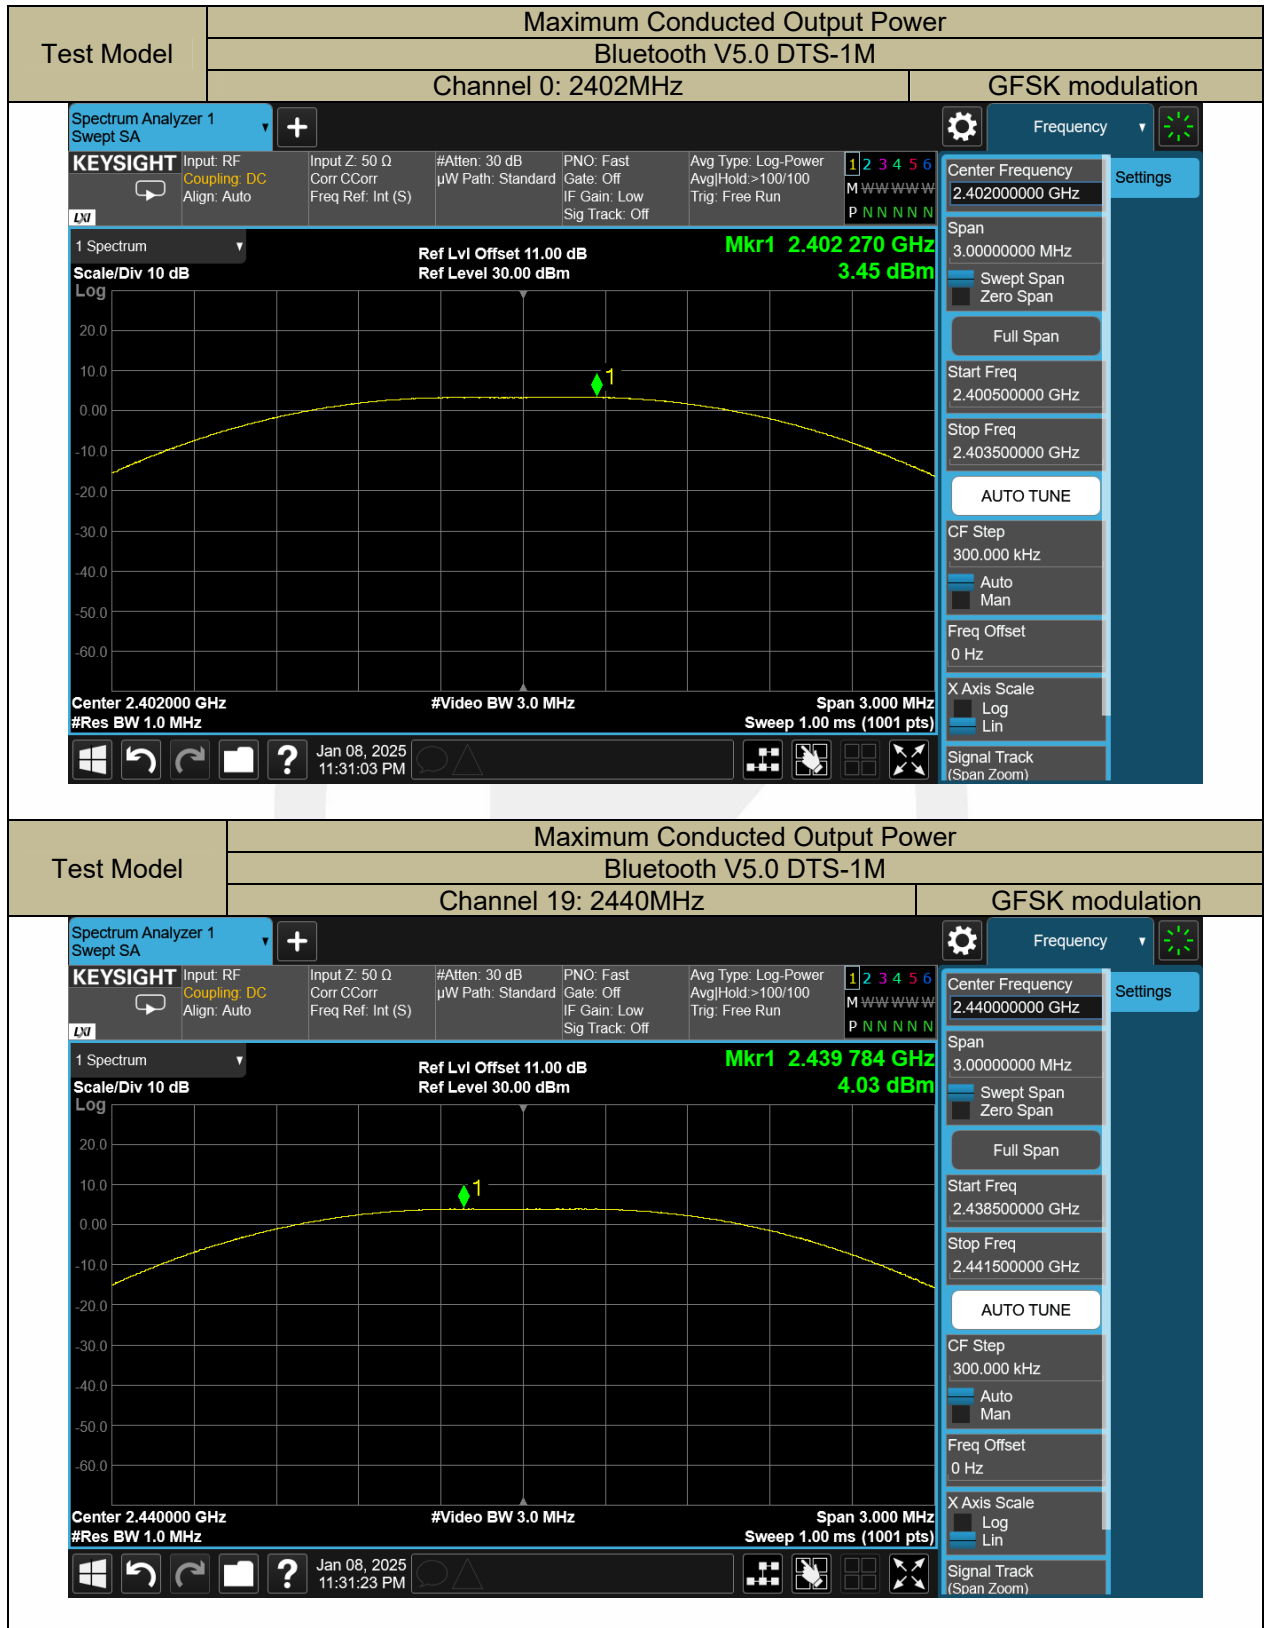 Test Model
Maximum Conducted Output Power
Bluetooth V5.0 DTS-1M
Channel 0: 2402MHz
GFSK modulation
Spectrum Analyzer 1
Swept SA
Frequency
KEYSIGHT
LXI
Input: RF
Coupling: DC
Align: Auto
Input Z: 50 Ω
Corr CCorr
Freq Ref: Int (S)
#Atten: 30 dB
µW Path: Standard
PNO: Fast
Gate: Off
IF Gain: Low
Sig Track: Off
Avg Type: Log-Power
Avg|Hold:>100/100
Trig: Free Run
1 2 3 4 5 6
M W W W W W
P N N N N N
Center Frequency
2.402000000 GHz
Settings
Span
3.00000000 MHz
Swept Span
Zero Span
Full Span
Start Freq
2.400500000 GHz
Stop Freq
2.403500000 GHz
AUTO TUNE
CF Step
300.000 kHz
Auto
Man
Freq Offset
0 Hz
X Axis Scale
Log
Lin
Signal Track
(Span Zoom)
1 Spectrum
Scale/Div 10 dB
Log
Ref Lvl Offset 11.00 dB
Ref Level 30.00 dBm
Mkr1 2.402 270 GHz
3.45 dBm
1
20.0
10.0
0.00
-10.0
-20.0
-30.0
-40.0
-50.0
-60.0
Center 2.402000 GHz
#Res BW 1.0 MHz
#Video BW 3.0 MHz
Span 3.000 MHz
Sweep 1.00 ms (1001 pts)
?
Jan 08, 2025
11:31:03 PM
Test Model
Maximum Conducted Output Power
Bluetooth V5.0 DTS-1M
Channel 19: 2440MHz
GFSK modulation
Spectrum Analyzer 1
Swept SA
Frequency
KEYSIGHT
LXI
Input: RF
Coupling: DC
Align: Auto
Input Z: 50 Ω
Corr CCorr
Freq Ref: Int (S)
#Atten: 30 dB
µW Path: Standard
PNO: Fast
Gate: Off
IF Gain: Low
Sig Track: Off
Avg Type: Log-Power
Avg|Hold:>100/100
Trig: Free Run
1 2 3 4 5 6
M W W W W W
P N N N N N
Center Frequency
2.440000000 GHz
Settings
Span
3.00000000 MHz
Swept Span
Zero Span
Full Span
Start Freq
2.438500000 GHz
Stop Freq
2.441500000 GHz
AUTO TUNE
CF Step
300.000 kHz
Auto
Man
Freq Offset
0 Hz
X Axis Scale
Log
Lin
Signal Track
(Span Zoom)
1 Spectrum
Scale/Div 10 dB
Log
Ref Lvl Offset 11.00 dB
Ref Level 30.00 dBm
Mkr1 2.439 784 GHz
4.03 dBm
1
20.0
10.0
0.00
-10.0
-20.0
-30.0
-40.0
-50.0
-60.0
Center 2.440000 GHz
#Res BW 1.0 MHz
#Video BW 3.0 MHz
Span 3.000 MHz
Sweep 1.00 ms (1001 pts)
?
Jan 08, 2025
11:31:23 PM